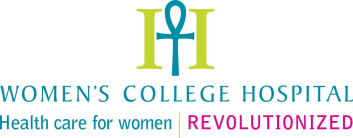 WOMEN'S COLLEGE HOSPITAL
Health care for women | REVOLUTIONIZED